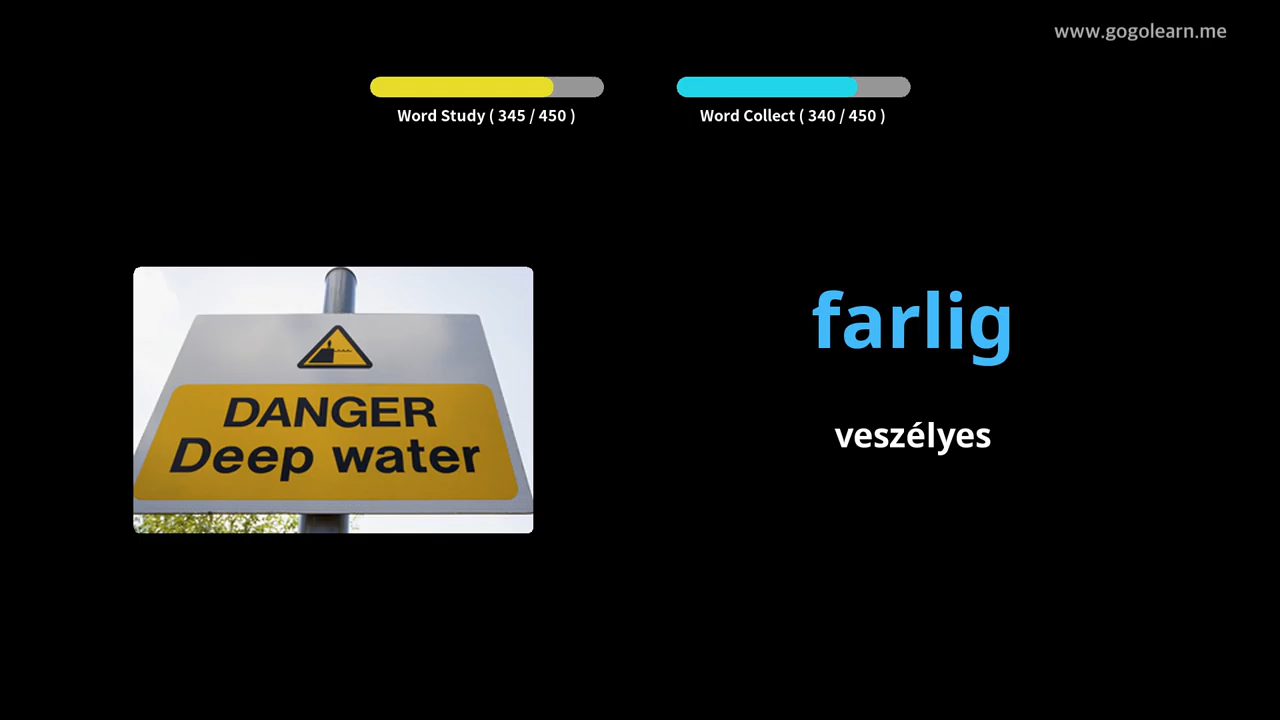 www.gogolearn.me
Word Study ( 345 / 450 )
Word Collect ( 340 / 450 )
DANGER
Deep water
farlig
veszélyes